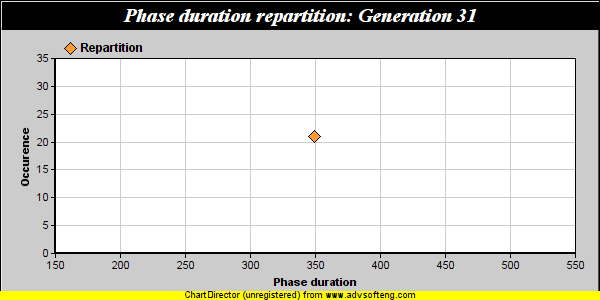 Phase duration repartition: Generation 31
Repartition
35
30
25
20
15
10
5
0
Occurence
150 200 250 300 350 400 450 500 550
Phase duration
ChartDirector (unregistered) from www.advsofteng.com